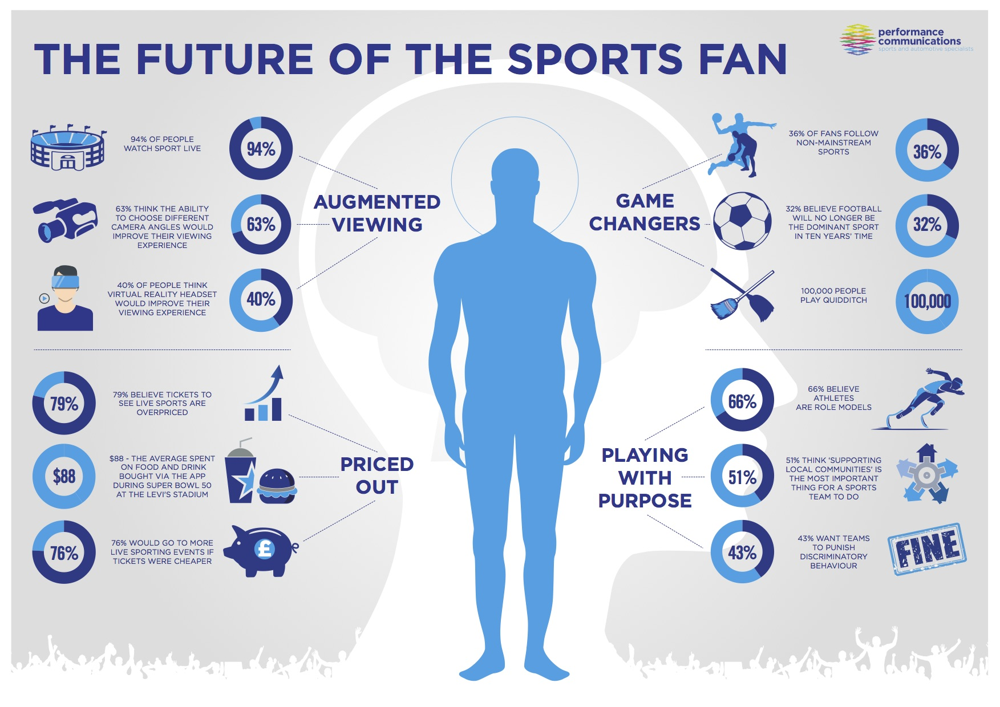 THE FUTURE OF THE SPORTS FAN
performance
communications
sports and automotive specialists
94% OF PEOPLE
WATCH SPORT LIVE
94%
63% THINK THE ABILITY
TO CHOOSE DIFFERENT
CAMERA ANGLES WOULD
IMPROVE THEIR VIEWING
EXPERIENCE
63%
40% OF PEOPLE THINK
VIRTUAL REALITY HEADSET
WOULD IMPROVE THEIR
VIEWING EXPERIENCE
40%
AUGMENTED
VIEWING
GAME
CHANGERS
36% OF FANS FOLLOW
NON-MAINSTREAM
SPORTS
36%
32% BELIEVE FOOTBALL
WILL NO LONGER BE
THE DOMINANT SPORT
IN TEN YEARS' TIME
32%
100,000 PEOPLE
PLAY QUIDDITCH
100,000
79%
79% BELIEVE TICKETS TO
SEE LIVE SPORTS ARE
OVERPRICED
$88
$88 - THE AVERAGE SPENT
ON FOOD AND DRINK
BOUGHT VIA THE APP
DURING SUPER BOWL 50
AT THE LEVI'S STADIUM
76%
76% WOULD GO TO MORE
LIVE SPORTING EVENTS IF
TICKETS WERE CHEAPER
£
PRICED
OUT
PLAYING
WITH
PURPOSE
66%
66% BELIEVE
ATHLETES
ARE ROLE MODELS
51%
51% THINK 'SUPPORTING
LOCAL COMMUNITIES' IS
THE MOST IMPORTANT
THING FOR A SPORTS
TEAM TO DO
43%
43% WANT TEAMS
TO PUNISH
DISCRIMINATORY
BEHAVIOUR
FINE